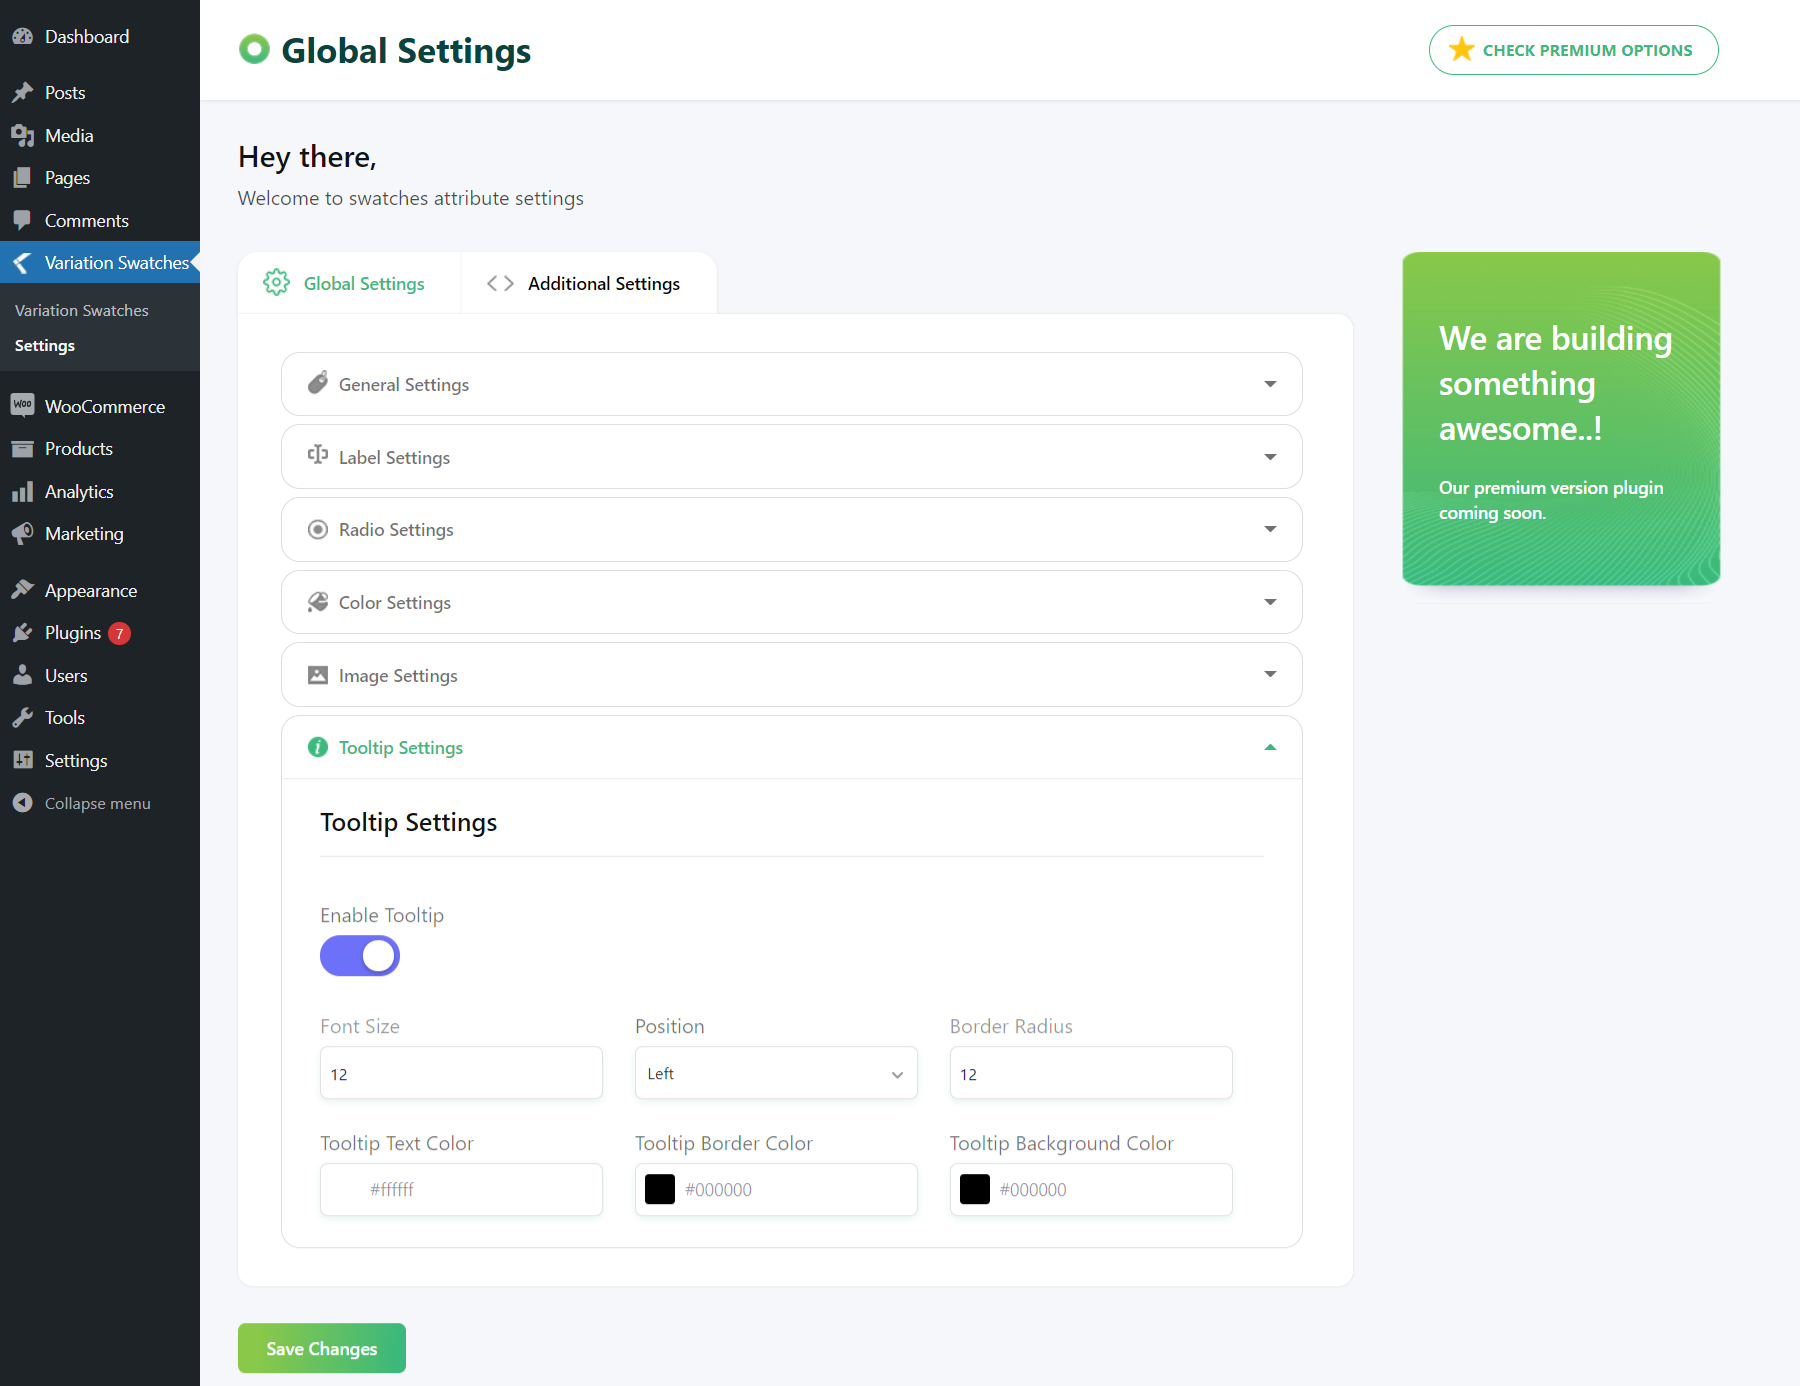 Dashboard
Posts
Media
Pages
Comments
Variation Swatches
Variation Swatches
Settings
Woo WooCommerce
Products
Analytics
Marketing
Appearance
Plugins 7
Users
Tools
Settings
Collapse menu
Global Settings
CHECK PREMIUM OPTIONS
Hey there,
Welcome to swatches attribute settings
Global Settings
Additional Settings
General Settings
Label Settings
Radio Settings
Color Settings
Image Settings
Tooltip Settings
Tooltip Settings
Enable Tooltip
Font Size
Position
Border Radius
12
Left
12
Tooltip Text Color
Tooltip Border Color
Tooltip Background Color
#ffffff
#000000
#000000
Save Changes
We are building
something
awesome..!
Our premium version plugin
coming soon.